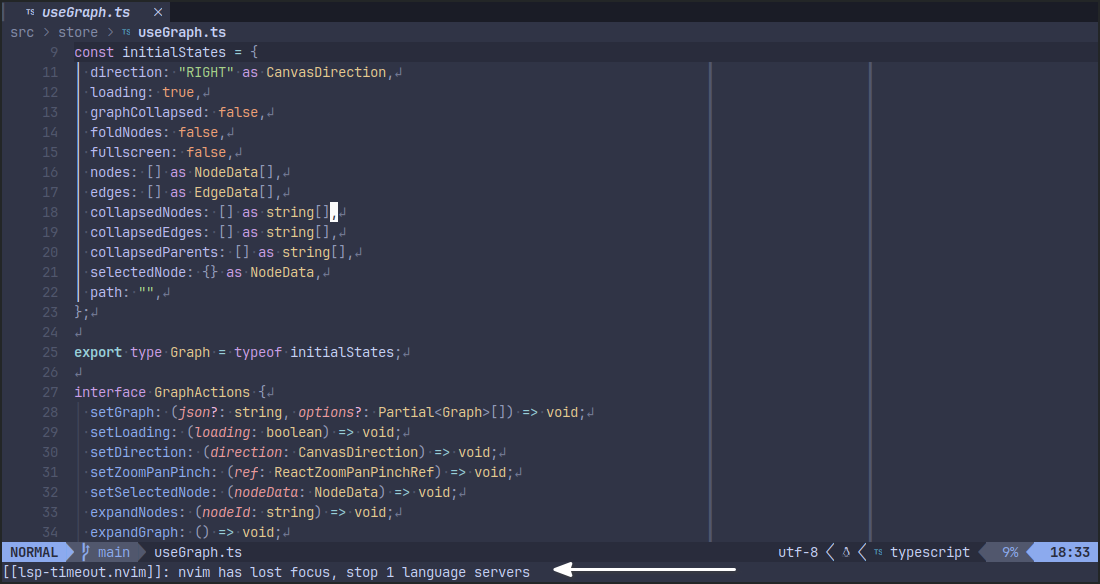 TS useGraph.ts ×
src > store > TS useGraph.ts
9 const initialStates = {
11 direction: "RIGHT" as CanvasDirection,
12 loading: true,
13 graphCollapsed: false,
14 foldNodes: false,
15 fullscreen: false,
16 nodes: [] as NodeData[],
17 edges: [] as EdgeData[],
18 collapsedNodes: [] as string[],
19 collapsedEdges: [] as string[],
20 collapsedParents: [] as string[],
21 selectedNode: {} as NodeData,
22 path: "",
23 };
24
25 export type Graph = typeof initialStates;
26
27 interface GraphActions {
28 setGraph: (json?: string, options?: Partial<Graph>[]) => void;
29 setLoading: (loading: boolean) => void;
30 setDirection: (direction: CanvasDirection) => void;
31 setZoomPanPinch: (ref: ReactZoomPanPinchRef) => void;
32 setSelectedNode: (nodeData: NodeData) => void;
33 expandNodes: (nodeId: string) => void;
34 expandGraph: () => void;
NORMAL main useGraph.ts utf-8 TS typescript 9% 18:33
[[lsp-timeout.nvim]]: nvim has lost focus, stop 1 language servers